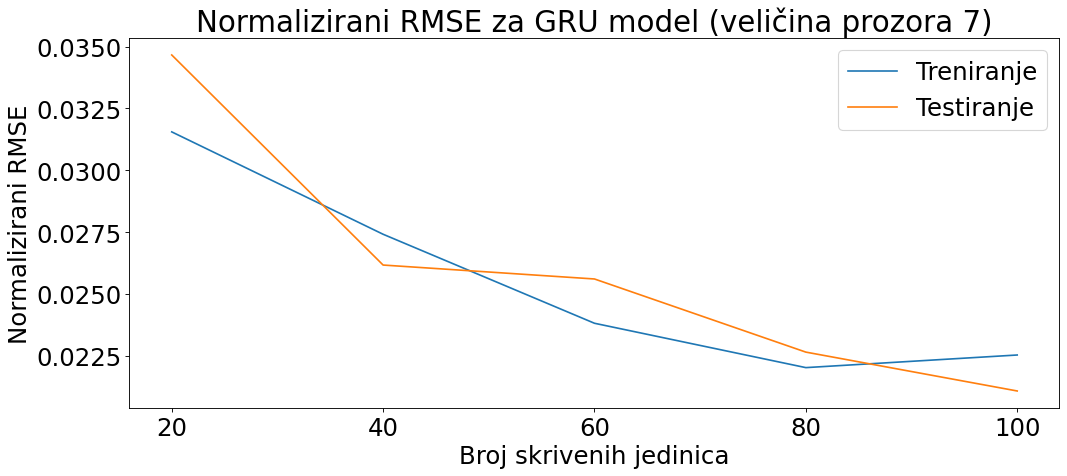 Normalizirani RMSE za GRU model (veličina prozora 7)
Treniranje
Testiranje
Normalizirani RMSE
0.0350
0.0325
0.0300
0.0275
0.0250
0.0225
20 40 60 80 100
Broj skrivenih jedinica